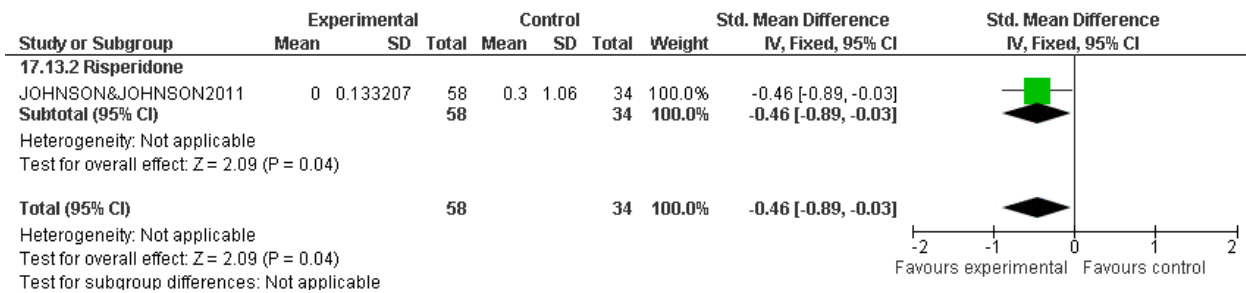 Experimental Control Std. Mean Difference Std. Mean Difference
Study or Subgroup Mean SD Total Mean SD Total Weight IV, Fixed, 95% CI IV, Fixed, 95% CI
17.13.2 Risperidone
JOHNSON&JOHNSON2011 0 0.133207 58 0.3 1.06 34 100.0% -0.46 [-0.89, -0.03]
Subtotal (95% CI) 58 34 100.0% -0.46 [-0.89, -0.03]
Heterogeneity: Not applicable
Test for overall effect: Z = 2.09 (P = 0.04)
Total (95% CI) 58 34 100.0% -0.46 [-0.89, -0.03]
Heterogeneity: Not applicable
Test for overall effect: Z = 2.09 (P = 0.04)
Test for subgroup differences: Not applicable
-2 -1 0 1 2
Favours experimental Favours control